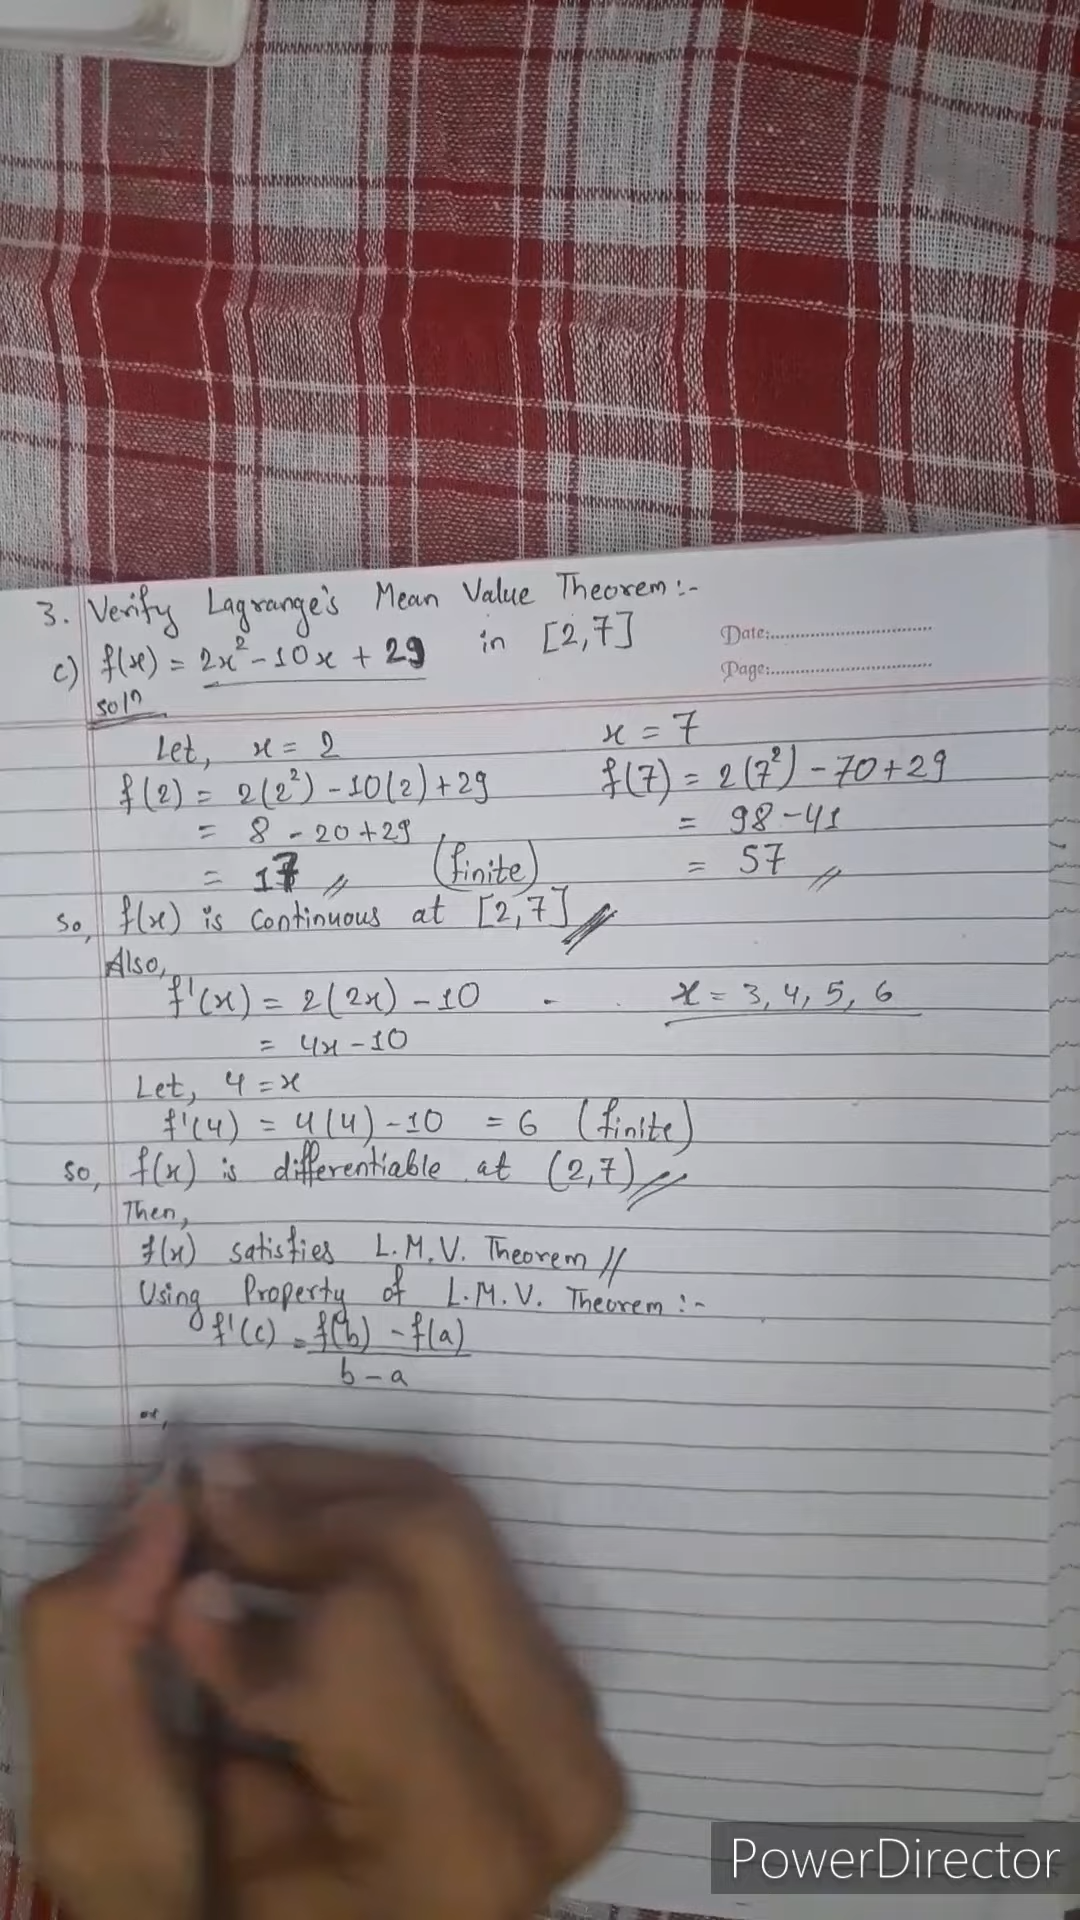 3. Verify Lagrange's Mean Value Theorem :-
c) f(x) = 2x² - 10x + 29 in [2,7]
Date:
Page:
solⁿ
Let, x = 2
x = 7
f(2) = 2(2²) - 10(2) + 29
f(7) = 2(7²) - 70 + 29
= 8 - 20 + 29
= 98 - 41
= 17 // (finite)
= 57 //
so, f(x) is continuous at [2,7] //
Also,
f'(x) = 2(2x) - 10
x = 3, 4, 5, 6
= 4x - 10
Let, 4 = x
f'(4) = 4(4) - 10 = 6 (finite)
so, f(x) is differentiable at (2,7) //
Then,
f(x) satisfies L.M.V. Theorem //
Using Property of L.M.V. Theorem :-
f'(c) = f(b) - f(a)
b - a
or,
PowerDirector